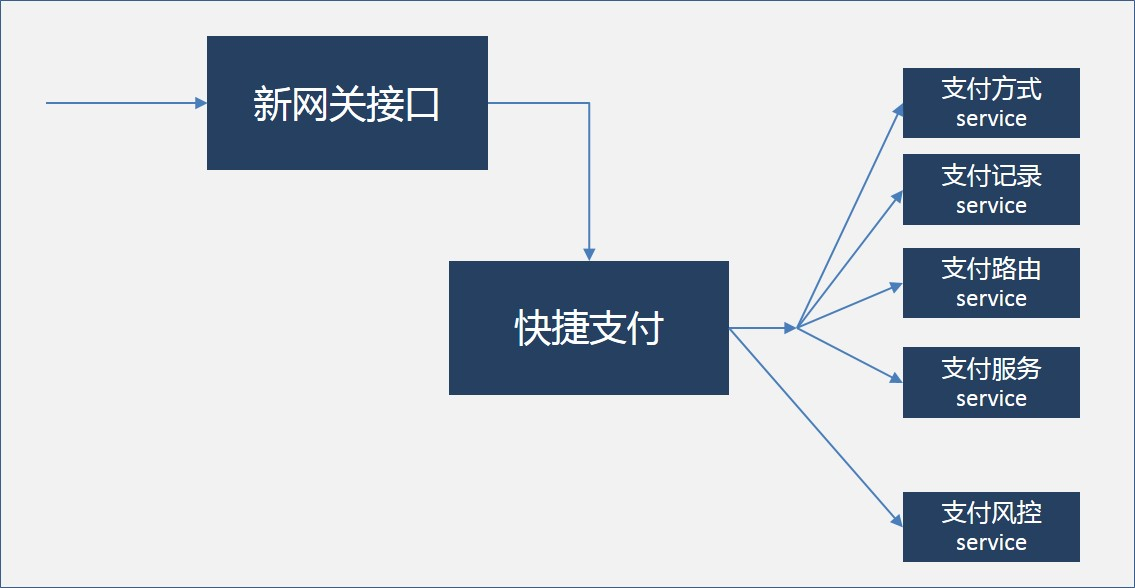 新网关接口
快捷支付
支付方式
service
支付记录
service
支付路由
service
支付服务
service
支付风控
service